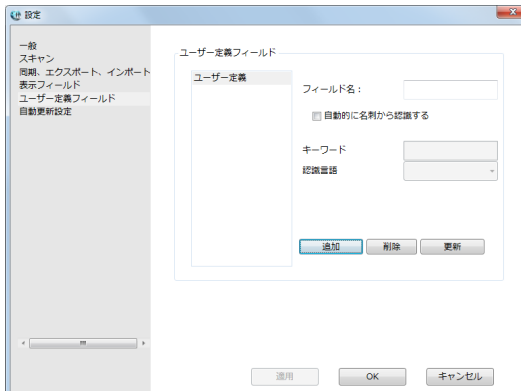 設定
一般
スキャン
同期、エクスポート、インポート
表示フィールド
ユーザー定義フィールド
自動更新設定
ユーザー定義フィールド
ユーザー定義
フィールド名：
自動的に名刺から認識する
キーワード
認識言語
追加
削除
更新
適用
OK
キャンセル